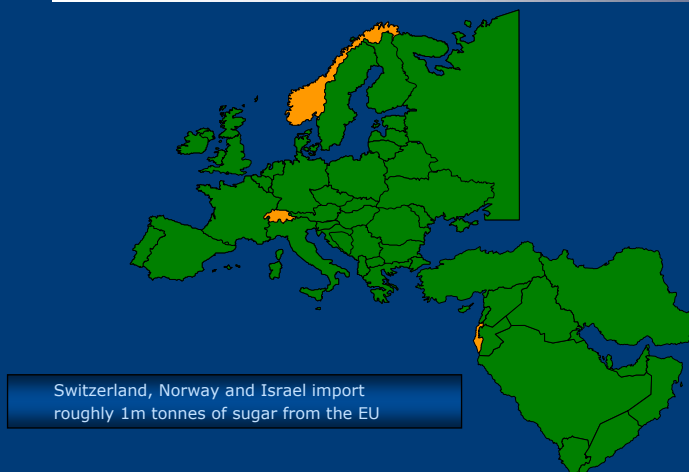 Switzerland, Norway and Israel import
roughly 1m tonnes of sugar from the EU